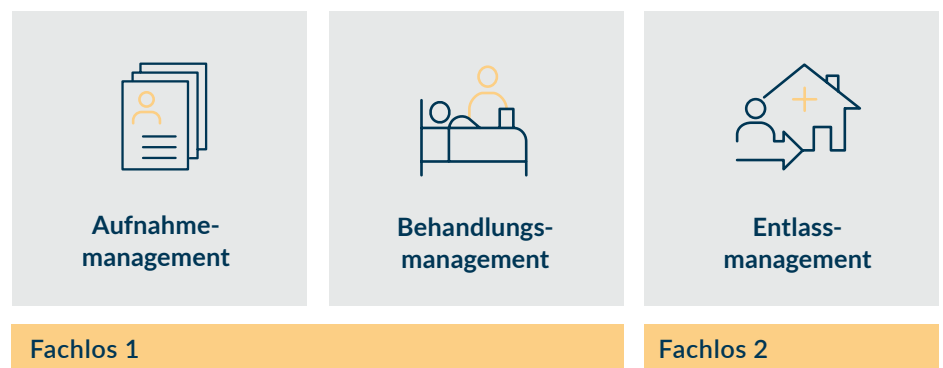 Aufnahme-
management
Behandlungs-
management
Entlass-
management
Fachlos 1
Fachlos 2